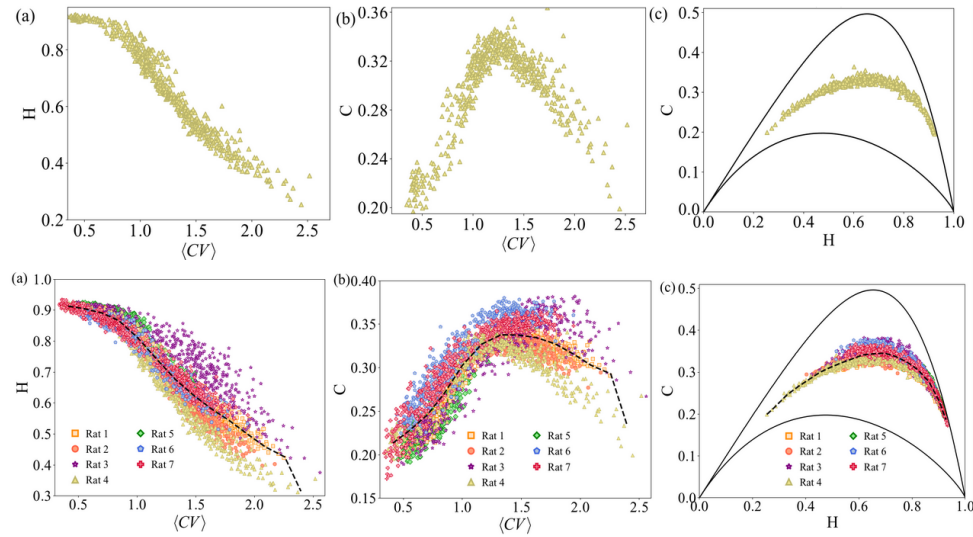 (a)
H
0.8
0.6
0.4
0.2
0.5 1.0 1.5 2.0 2.5
⟨CV⟩
(b)
C
0.36
0.32
0.28
0.24
0.20
0.5 1.0 1.5 2.0 2.5
⟨CV⟩
(c)
C
0.5
0.4
0.3
0.2
0.1
0.0
0.0 0.2 0.4 0.6 0.8 1.0
H
(a)
H
1.0
0.9
0.8
0.7
0.6
0.5
0.4
0.3
Rat 1 Rat 5
Rat 2 Rat 6
Rat 3 Rat 7
Rat 4
0.5 1.0 1.5 2.0 2.5
⟨CV⟩
(b)
C
0.40
0.35
0.30
0.25
0.20
0.15
Rat 1 Rat 5
Rat 2 Rat 6
Rat 3 Rat 7
Rat 4
0.5 1.0 1.5 2.0 2.5
⟨CV⟩
(c)
C
0.5
0.4
0.3
0.2
0.1
0.0
Rat 1 Rat 5
Rat 2 Rat 6
Rat 3 Rat 7
Rat 4
0.0 0.2 0.4 0.6 0.8 1.0
H